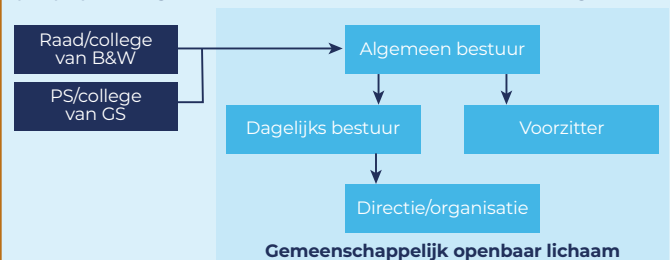 Raad/college
van B&W
Algemeen bestuur
PS/college
van GS
Dagelijks bestuur
Voorzitter
Directie/organisatie
Gemeenschappelijk openbaar lichaam